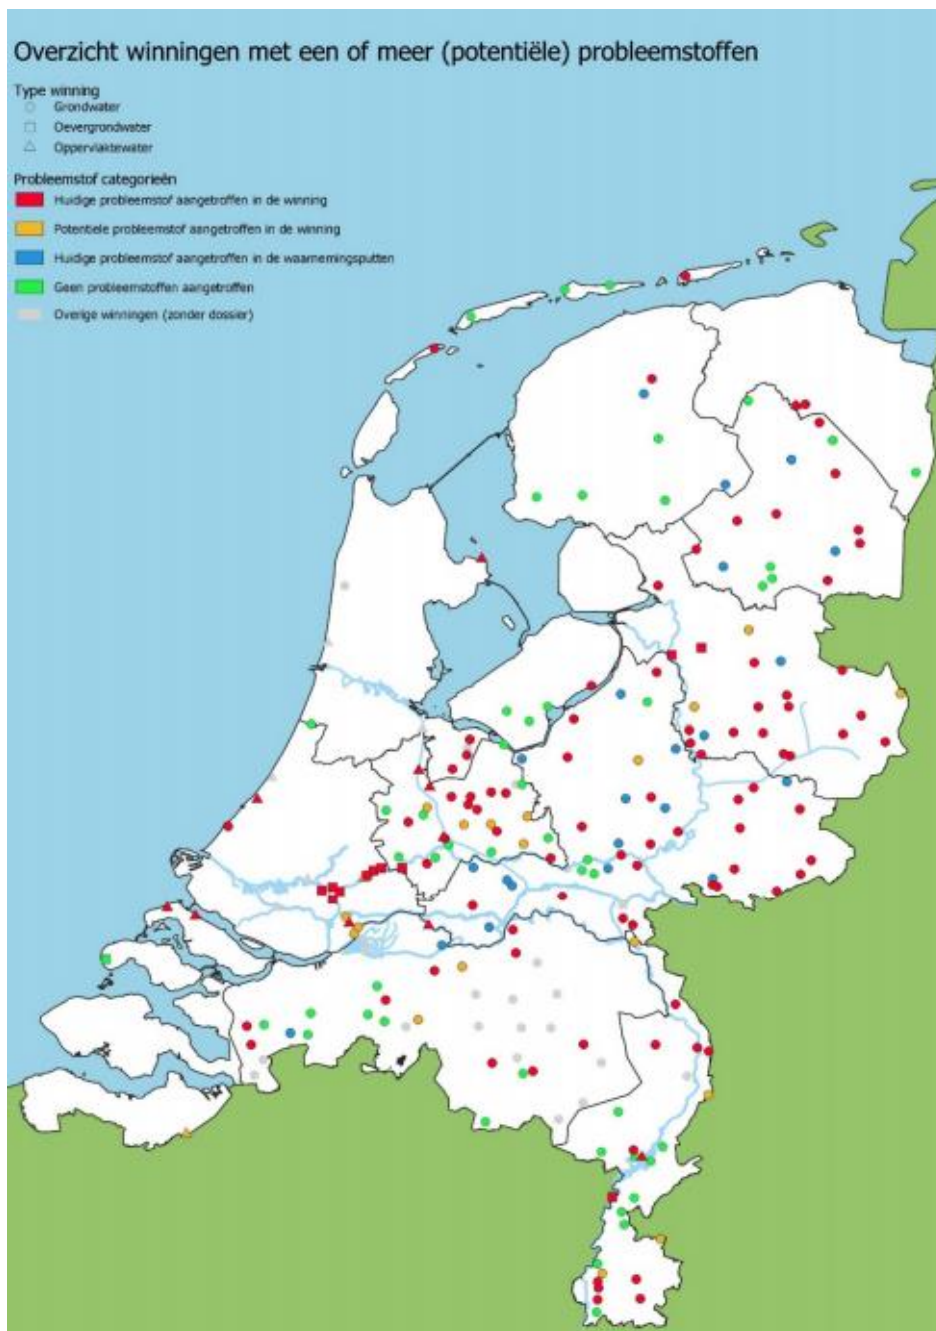 Overzicht winningen met een of meer (potentiële) probleemstoffen
Type winning
Grondwater
Oevergrondwater
Oppervlaktewater
Probleemstof categorieën
Huidige probleemstof aangetroffen in de winning
Potentiele probleemstof aangetroffen in de winning
Huidige probleemstof aangetroffen in de waarnemingsputten
Geen probleemstoffen aangetroffen
Overige winningen (zonder dossier)